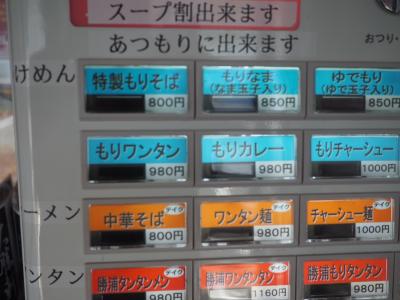 スープ割出来ます
あつもりに出来ます
おつり・
けめん
特製もりそば
800円
もりなま
(なま玉子入り)
850円
ゆでもり
(ゆで玉子入り)
850円
もりワンタン
980円
もりカレー
980円
もりチャーシュー
1000円
ーメン
中華そば
テイク
800円
ワンタン麺
テイク
980円
チャーシュー麺
テイク
1000円
ンタン
勝浦タンタンメン
テイク
980円
勝浦ワンタンタン
テイク
1160円
勝浦もりタンタン
980円